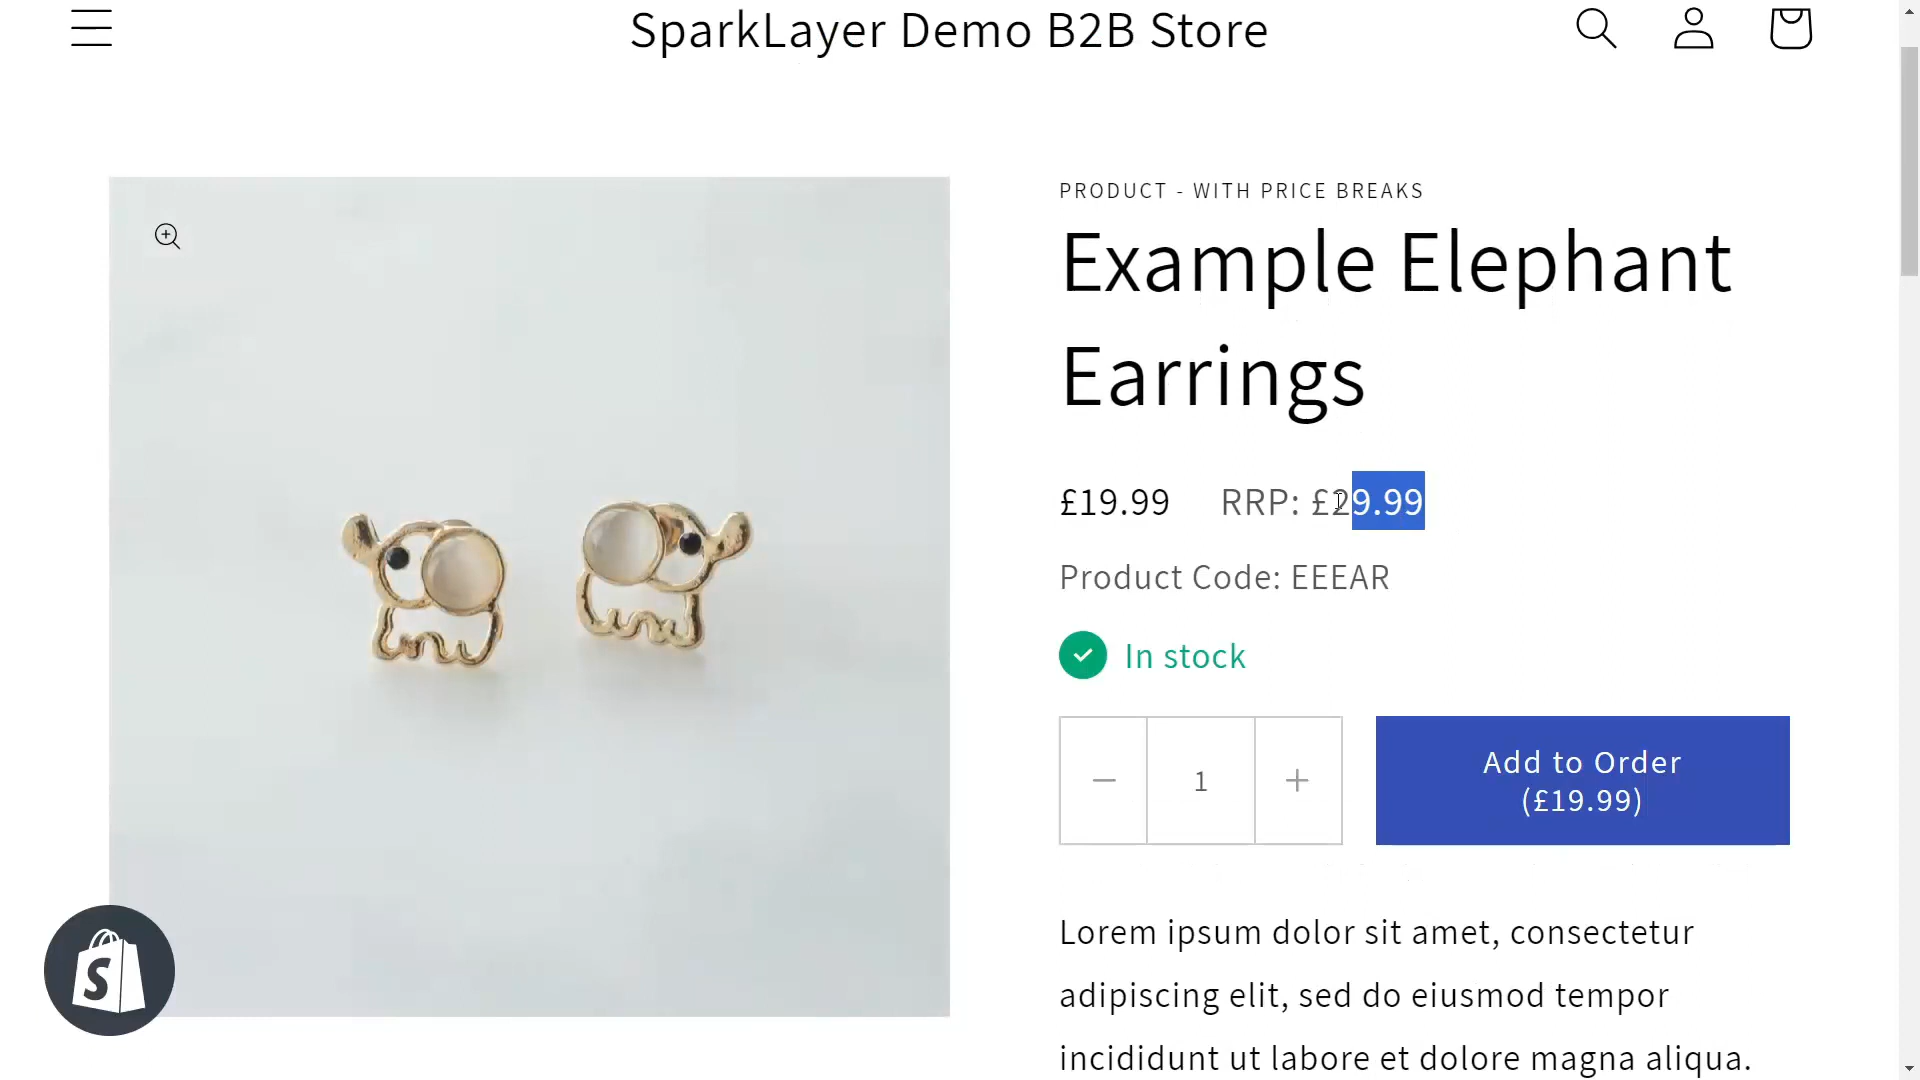 SparkLayer Demo B2B Store
PRODUCT - WITH PRICE BREAKS
Example Elephant
Earrings
£19.99 RRP: £29.99
Product Code: EEEAR
In stock
1
Add to Order
(£19.99)
Lorem ipsum dolor sit amet, consectetur
adipiscing elit, sed do eiusmod tempor
incididunt ut labore et dolore magna aliqua.
S